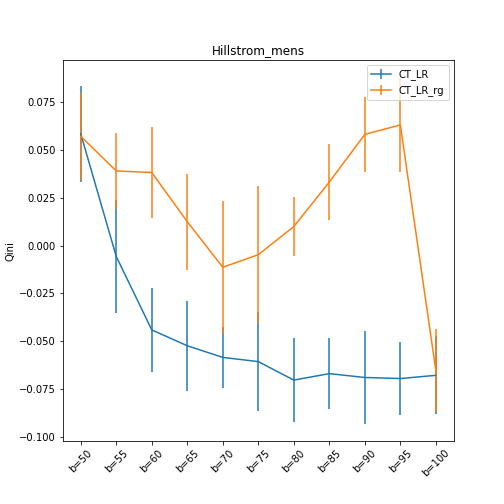 Hillstrom_mens
CT_LR
CT_LR_rg
Qini
0.075
0.050
0.025
0.000
−0.025
−0.050
−0.075
−0.100
b=50
b=55
b=60
b=65
b=70
b=75
b=80
b=85
b=90
b=95
b=100